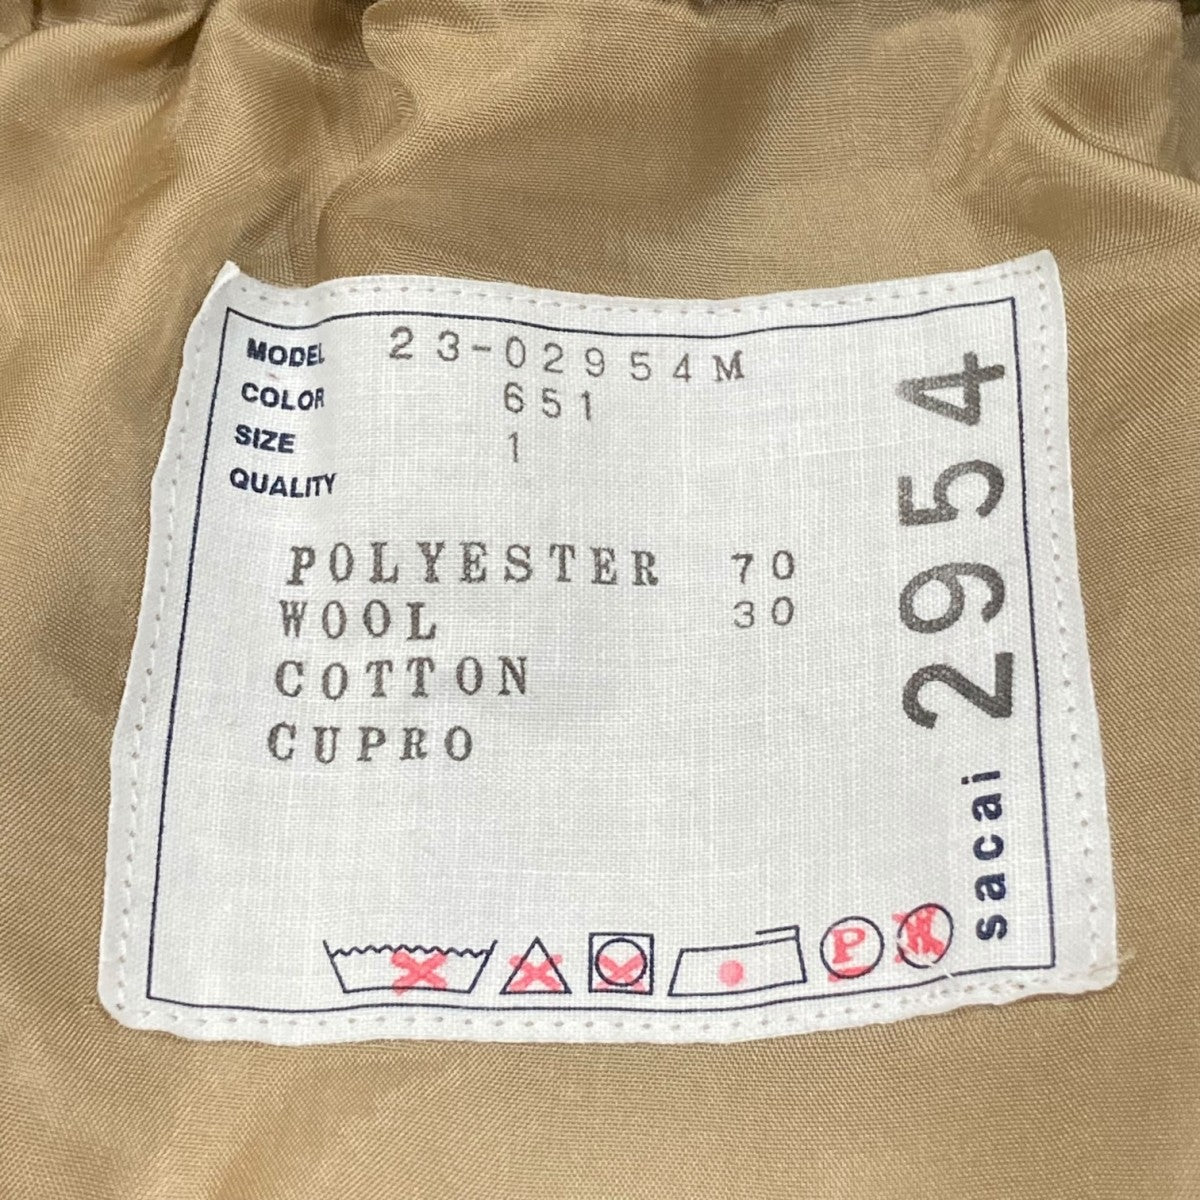 MODEL 23-02954M
COLOR 651
SIZE 1
QUALITY
POLYESTER 70
WOOL 30
COTTON
CUPRO
P
W
sacai 2954